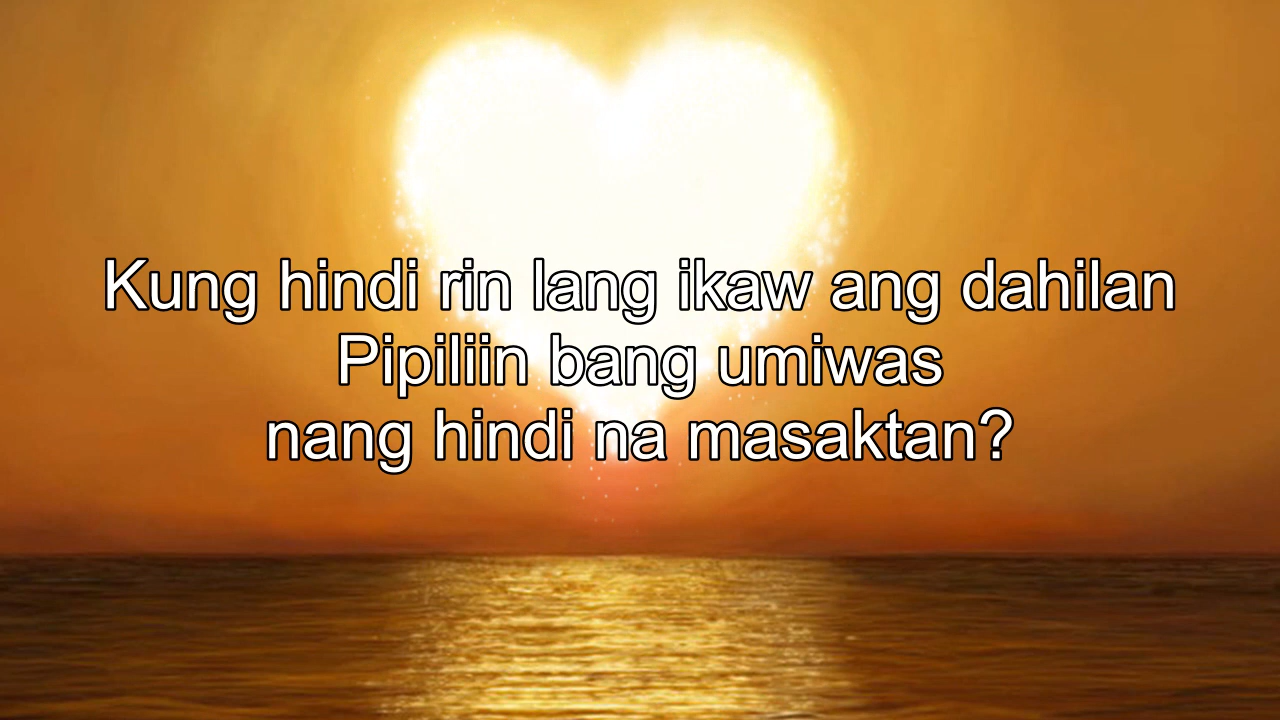 Kung hindi rin lang ikaw ang dahilan
Pipiliin bang umiwas
nang hindi na masaktan?